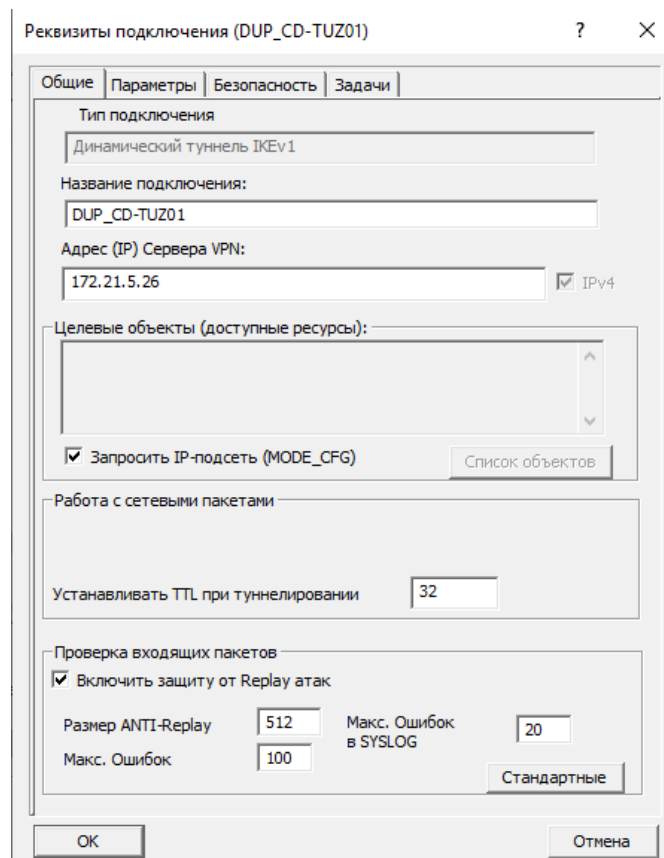 Реквизиты подключения (DUP_CD-TUZ01)
?
Общие Параметры Безопасность Задачи
Тип подключения
Динамический туннель IKEv1
Название подключения:
DUP_CD-TUZ01
Адрес (IP) Сервера VPN:
172.21.5.26 IPv4
Целевые объекты (доступные ресурсы):
Запросить IP-подсеть (MODE_CFG) Список объектов
Работа с сетевыми пакетами
Устанавливать TTL при туннелировании 32
Проверка входящих пакетов
Включить защиту от Replay атак
Размер ANTI-Replay 512
Макс. Ошибок 100
Макс. Ошибок
в SYSLOG 20
Стандартные
ОК Отмена